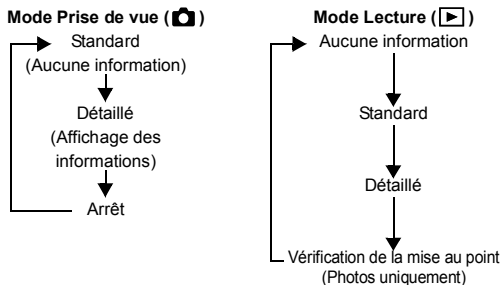 Mode Prise de vue ( )
Standard
(Aucune information)
Détaillé
(Affichage des
informations)
Arrêt
Mode Lecture ( )
Aucune information
Standard
Détaillé
Vérification de la mise au point
(Photos uniquement)